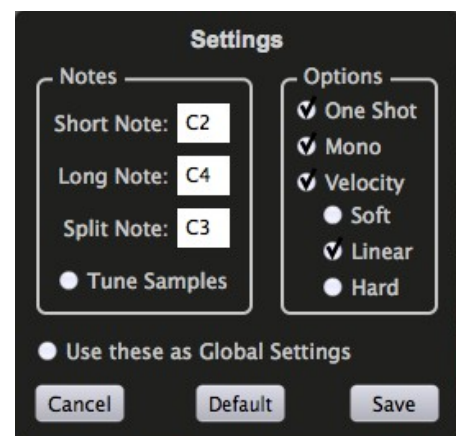 Settings
Notes
Short Note: C2
Long Note: C4
Split Note: C3
Tune Samples
Options
One Shot
Mono
Velocity
Soft
Linear
Hard
Use these as Global Settings
Cancel Default Save